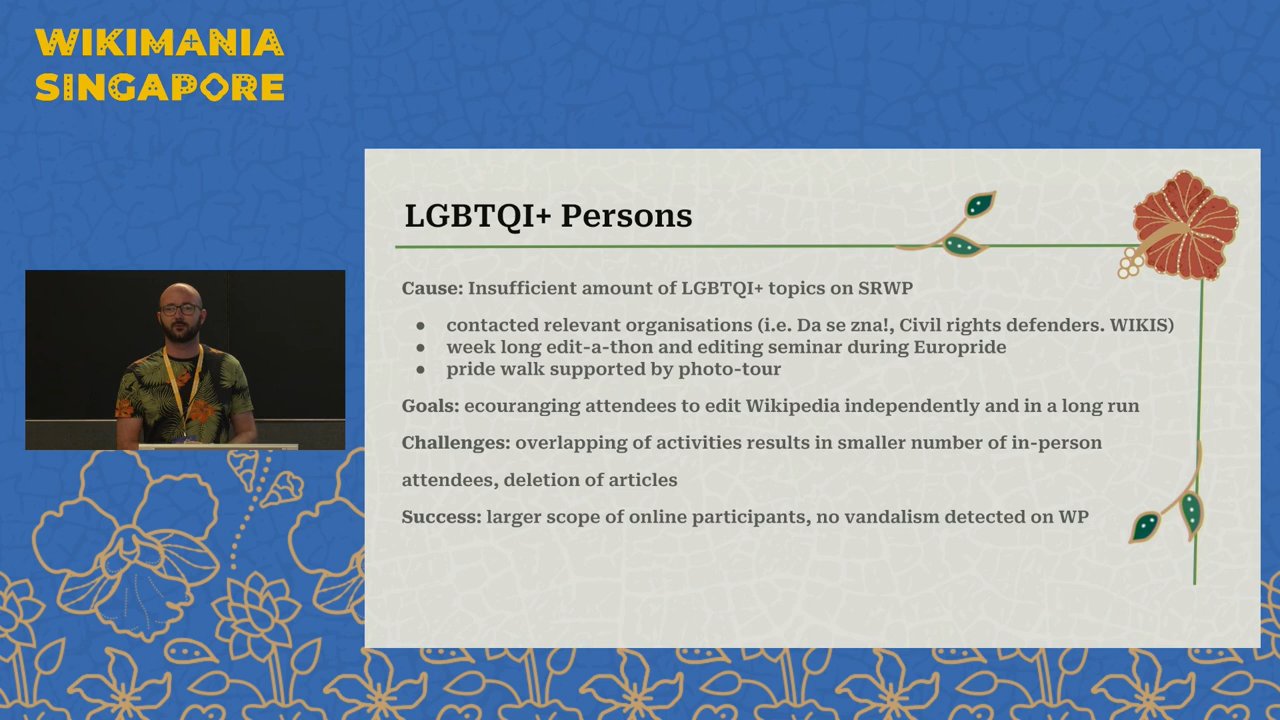 WIKIMANIA
SINGAPORE
LGBTQI+ Persons
Cause: Insufficient amount of LGBTQI+ topics on SRWP
● contacted relevant organisations (i.e. Da se zna!, Civil rights defenders. WIKIS)
● week long edit-a-thon and editing seminar during Europride
● pride walk supported by photo-tour
Goals: ecouranging attendees to edit Wikipedia independently and in a long run
Challenges: overlapping of activities results in smaller number of in-person
attendees, deletion of articles
Success: larger scope of online participants, no vandalism detected on WP